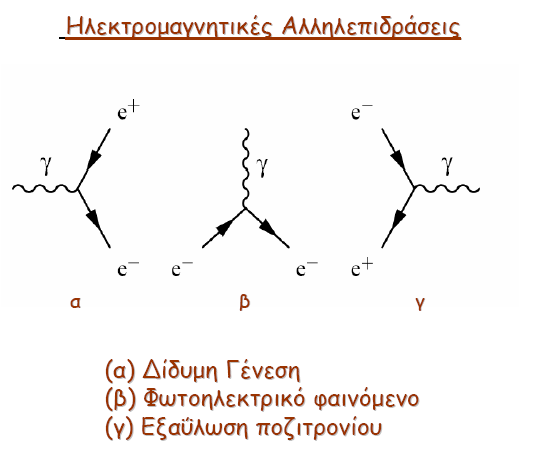 Ηλεκτρομαγνητικές Αλληλεπιδράσεις
e⁺ e⁻
γ γ γ
e⁻ e⁻ e⁻ e⁺
α β γ
(α) Δίδυμη Γένεση
(β) Φωτοηλεκτρικό φαινόμενο
(γ) Εξαΰλωση ποζιτρονίου